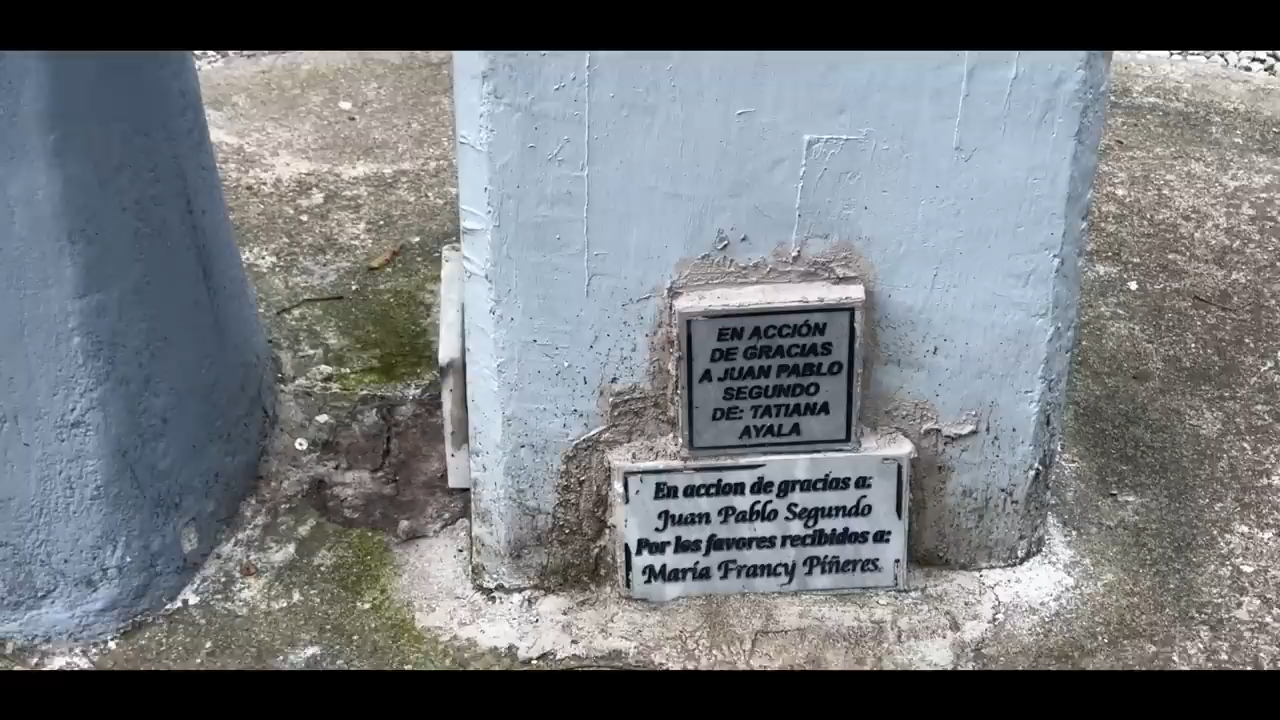 EN ACCIÓN
DE GRACIAS
A JUAN PABLO
SEGUNDO
DE: TATIANA
AYALA
En accion de gracias a:
Juan Pablo Segundo
Por los favores recibidos a:
María Francy Piñeres.